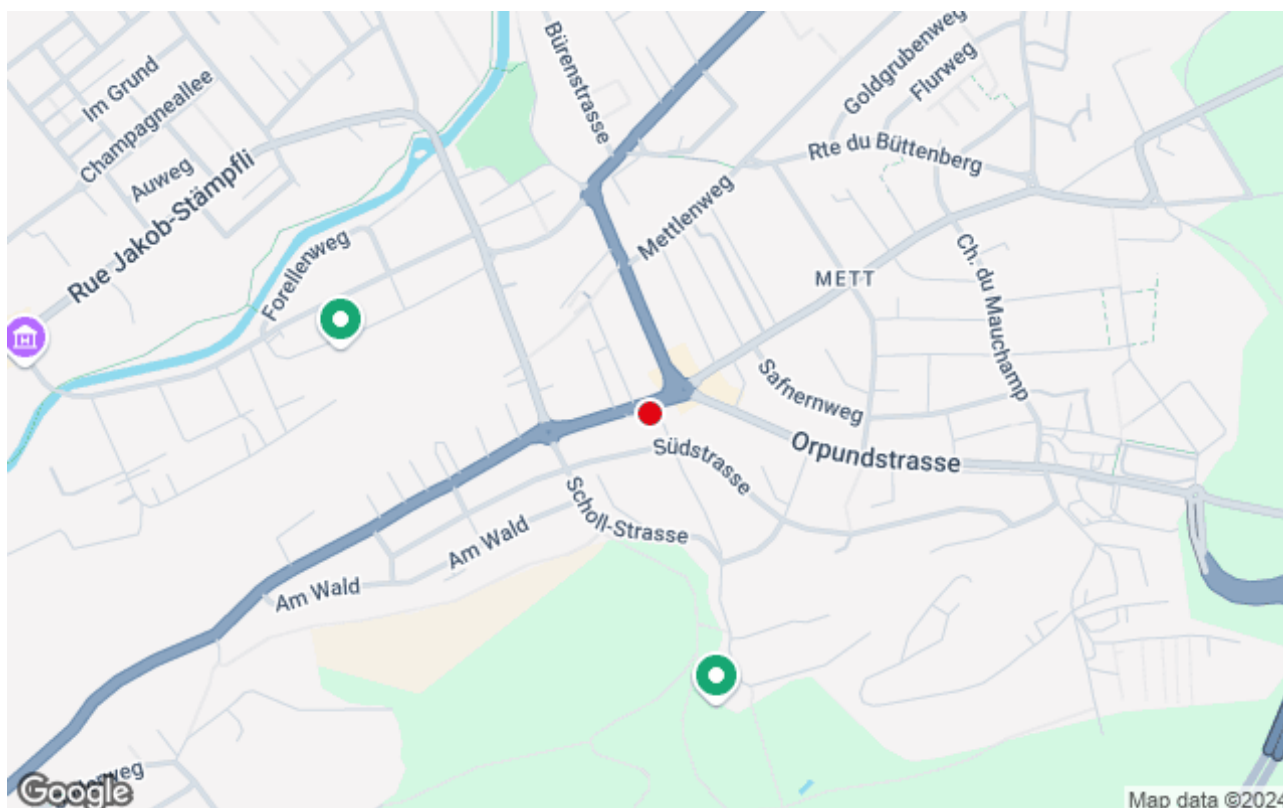 Bürenstrasse
Goldgrubenweg
Flurweg
Im Grund
Champagneallee
Auweg
Rue Jakob-Stämpfli
Rte du Büttenberg
Mettlenweg
Forellenweg
METT
Ch. du Mauchamp
Safnernweg
Orpundstrasse
Südstrasse
Scholl-Strasse
Am Wald
Am Wald
H
Google
Map data ©2024